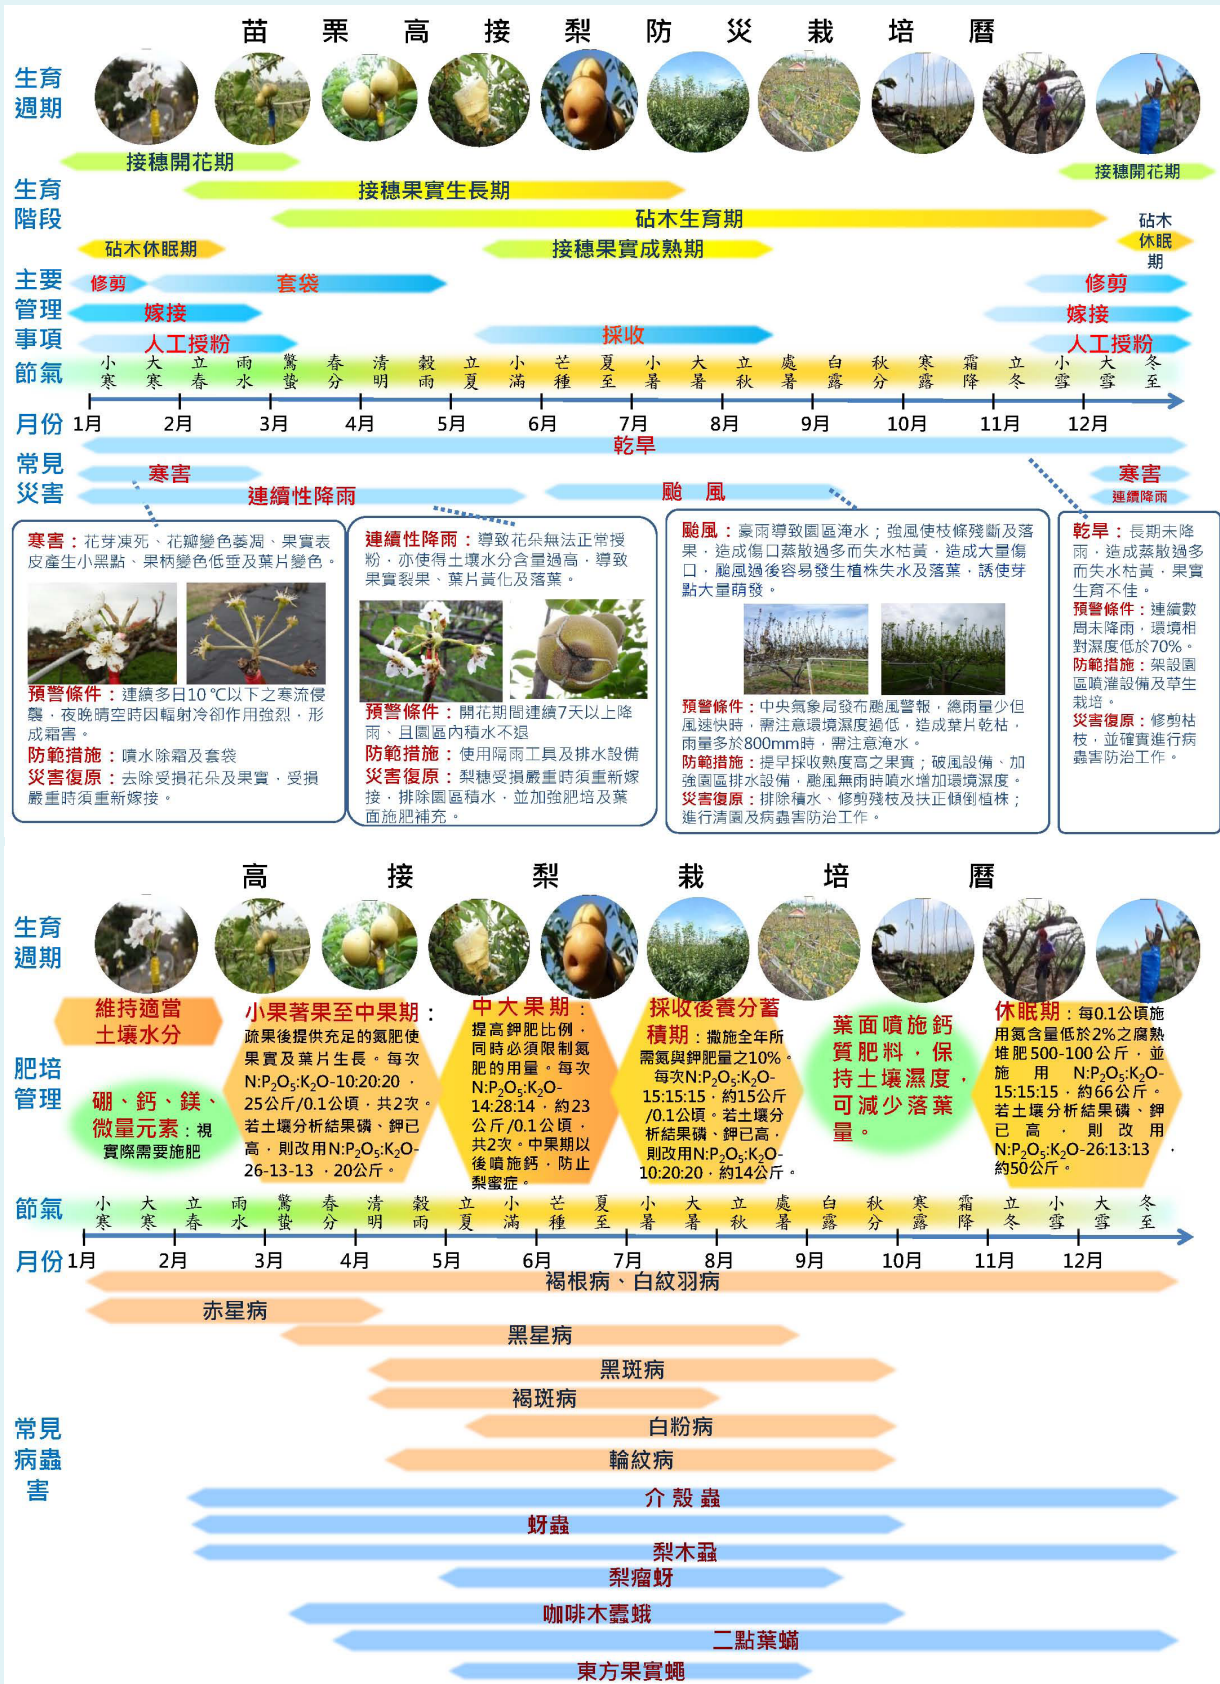 苗栗高接梨防災栽培曆
生育
週期
接穗開花期
接穗開花期
生育
階段
接穗果實生長期
砧木生育期
砧木
休眠
期
砧木休眠期
接穗果實成熟期
主要
管理
事項
修剪
套袋
修剪
嫁接
嫁接
人工授粉
採收
人工授粉
節氣
小寒 大寒 立春 雨水 驚蟄 春分 清明 穀雨 立夏 小滿 芒種 夏至 小暑 大暑 立秋 處暑 白露 秋分 寒露 霜降 立冬 小雪 大雪 冬至
月份 1月 2月 3月 4月 5月 6月 7月 8月 9月 10月 11月 12月
常見
災害
乾旱
寒害
寒害
連續性降雨
颱 風
連續降雨
寒害：花芽凍死、花瓣變色萎凋、果實表
皮產生小黑點、果柄變色低垂及葉片變色。
預警條件：連續多日10 ℃以下之寒流侵
襲，夜晚晴空時因輻射冷卻作用強烈，形
成霜害。
防範措施：噴水除霜及套袋
災害復原：去除受損花朵及果實，受損
嚴重時須重新嫁接。
連續性降雨：導致花朵無法正常授
粉，亦使得土壤水分含量過高，導致
果實裂果、葉片黃化及落葉。
預警條件：開花期間連續7天以上降
雨、且園區內積水不退
防範措施：使用隔雨工具及排水設備
災害復原：梨穗受損嚴重時須重新嫁
接，排除園區積水，並加強肥培及葉
面施肥補充。
颱風：豪雨導致園區淹水；強風使枝條殘斷及落
果，造成傷口蒸散過多而失水枯黃，造成大量傷
口，颱風過後容易發生植株失水及落葉，誘使芽
點大量萌發。
預警條件：中央氣象局發布颱風警報，總雨量少但
風速快時，需注意環境濕度過低，造成葉片乾枯，
雨量多於800mm時，需注意淹水。
防範措施：提早採收熟度高之果實；破風設備、加
強園區排水設備，颱風無雨時噴水增加環境濕度。
災害復原：排除積水、修剪殘枝及扶正傾倒植株；
進行清園及病蟲害防治工作。
乾旱：長期未降
雨，造成蒸散過多
而失水枯黃，果實
生育不佳。
預警條件：連續數
周未降雨，環境相
對濕度低於70%。
防範措施：架設園
區噴灌設備及草生
栽培。
災害復原：修剪枯
枝，並確實進行病
蟲害防治工作。
高接梨栽培曆
生育
週期
肥培
管理
維持適當
土壤水分
硼、鈣、鎂、
微量元素：視
實際需要施肥
小果著果至中果期：
疏果後提供充足的氮肥使
果實及葉片生長。每次
N:P₂O₅:K₂O-10:20:20，
25公斤/0.1公頃，共2次。
若土壤分析結果磷、鉀已
高，則改用N:P₂O₅:K₂O-
26-13-13，20公斤。
中大果期：
提高鉀肥比例，
同時必須限制氮
肥的用量。每次
N:P₂O₅:K₂O-
14:28:14，約23
公斤/0.1公頃，
共2次。中果期以
後噴施鈣，防止
梨蜜症。
採收後養分蓄
積期：撒施全年所
需氮與鉀肥量之10%。
每次N:P₂O₅:K₂O-
15:15:15，約15公斤
/0.1公頃。若土壤分
析結果磷、鉀已高，
則改用N:P₂O₅:K₂O-
10:20:20，約14公斤。
葉面噴施鈣
質肥料，保
持土壤濕度，
可減少落葉
量。
休眠期：每0.1公頃施
用氮含量低於2%之腐熟
堆肥500-100公斤，並
施用N:P₂O₅:K₂O-
15:15:15，約66公斤。
若土壤分析結果磷、鉀
已高，則改用
N:P₂O₅:K₂O-26:13:13，
約50公斤。
節氣
小寒 大寒 立春 雨水 驚蟄 春分 清明 穀雨 立夏 小滿 芒種 夏至 小暑 大暑 立秋 處暑 白露 秋分 寒露 霜降 立冬 小雪 大雪 冬至
月份 1月 2月 3月 4月 5月 6月 7月 8月 9月 10月 11月 12月
常見
病蟲
害
褐根病、白紋羽病
赤星病
黑星病
黑斑病
褐斑病
白粉病
輪紋病
介殼蟲
蚜蟲
梨木蝨
梨瘤蚜
咖啡木蠹蛾
二點葉蟎
東方果實蠅